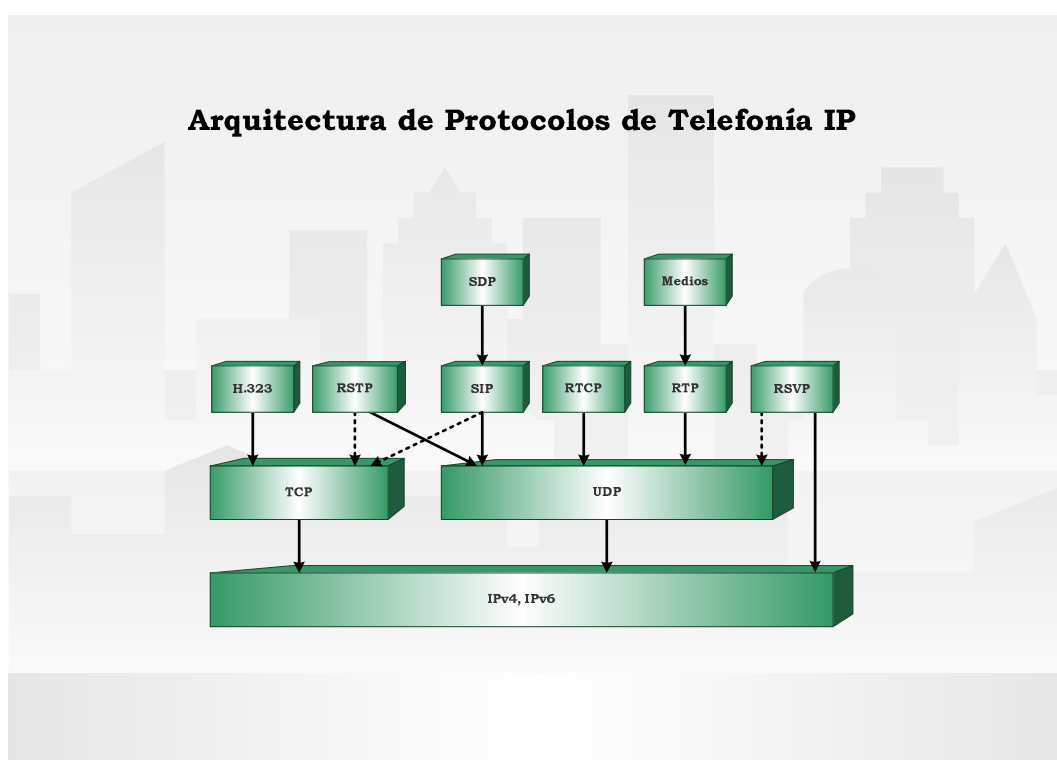 Arquitectura de Protocolos de Telefonía IP
SDP
Medios
H.323
RSTP
SIP
RTCP
RTP
RSVP
TCP
UDP
IPv4, IPv6